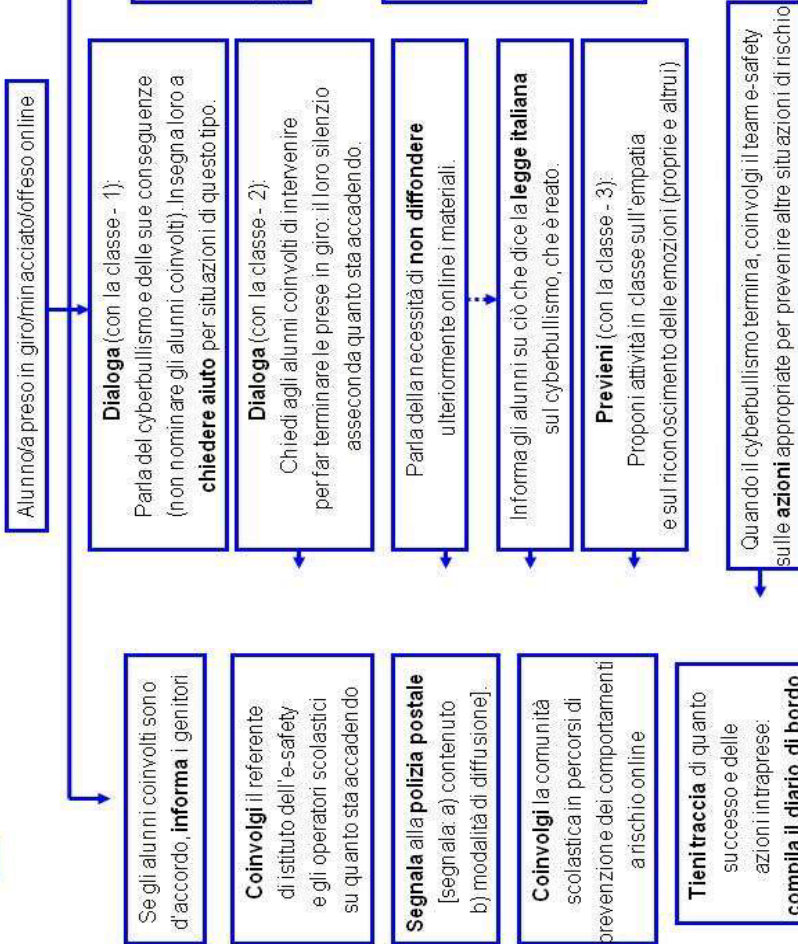 Alunno/a preso in giro/minacciato/offeso online
Dialoga (con la classe - 1):
Parla del cyberbullismo e delle sue conseguenze
(non nominare gli alunni coinvolti). Insegna loro a
chiedere aiuto per situazioni di questo tipo.
Dialoga (con la classe - 2):
Chiedi agli alunni coinvolti di intervenire
per far terminare le prese in giro: il loro silenzio
asseconda quanto sta accadendo.
Parla della necessità di non diffondere
ulteriormente online i materiali.
Informa gli alunni su ciò che dice la legge italiana
sul cyberbullismo, che è reato.
Previeni (con la classe - 3):
Proponi attività in classe sull'empatia
e sul riconoscimento delle emozioni (proprie e altrui)
Quando il cyberbullismo termina, coinvolgi il team e-safety
sulle azioni appropriate per prevenire altre situazioni di rischio
Se gli alunni coinvolti sono
d'accordo, informa i genitori
Coinvolgi il referente
di istituto dell'e-safety
e gli operatori scolastici
su quanto sta accadendo
Segnala alla polizia postale
[segnala: a) contenuto
b) modalità di diffusione].
Coinvolgi la comunità
scolastica in percorsi di
prevenzione dei comportamenti
a rischio online
Tieni traccia di quanto
successo e delle
azioni intraprese:
compila il diario di bordo